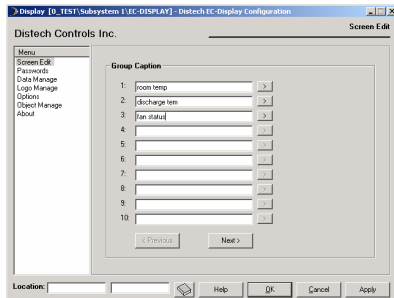 Display [0_TEST\Subsystem 1\EC-DISPLAY] - Distech EC-Display Configuration
Screen Edit
Distech Controls Inc.
Menu
Screen Edit
Passwords
Data Manage
Logo Manage
Options
Object Manage
About
Group Caption
1: room temp >
2: discharge tem >
3: fan status >
4: >
5: >
6: >
7: >
8: >
9: >
10: >
< Previous Next >
Location: Help OK Cancel Apply